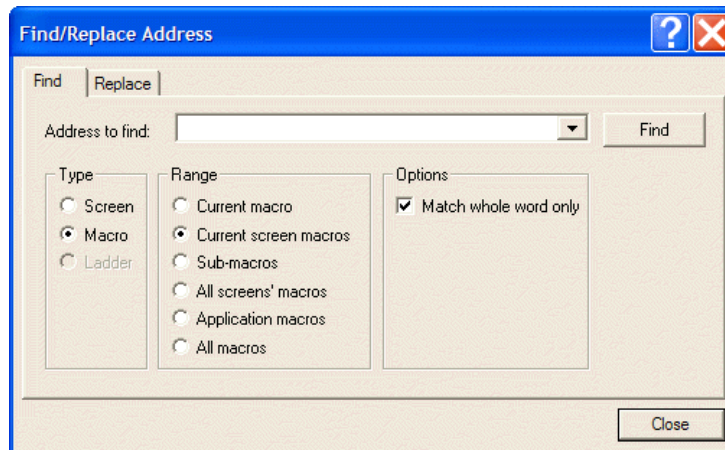 Find/Replace Address
Find Replace
Address to find: Find
Type
Screen
Macro
Ladder
Range
Current macro
Current screen macros
Sub-macros
All screens' macros
Application macros
All macros
Options
Match whole word only
Close